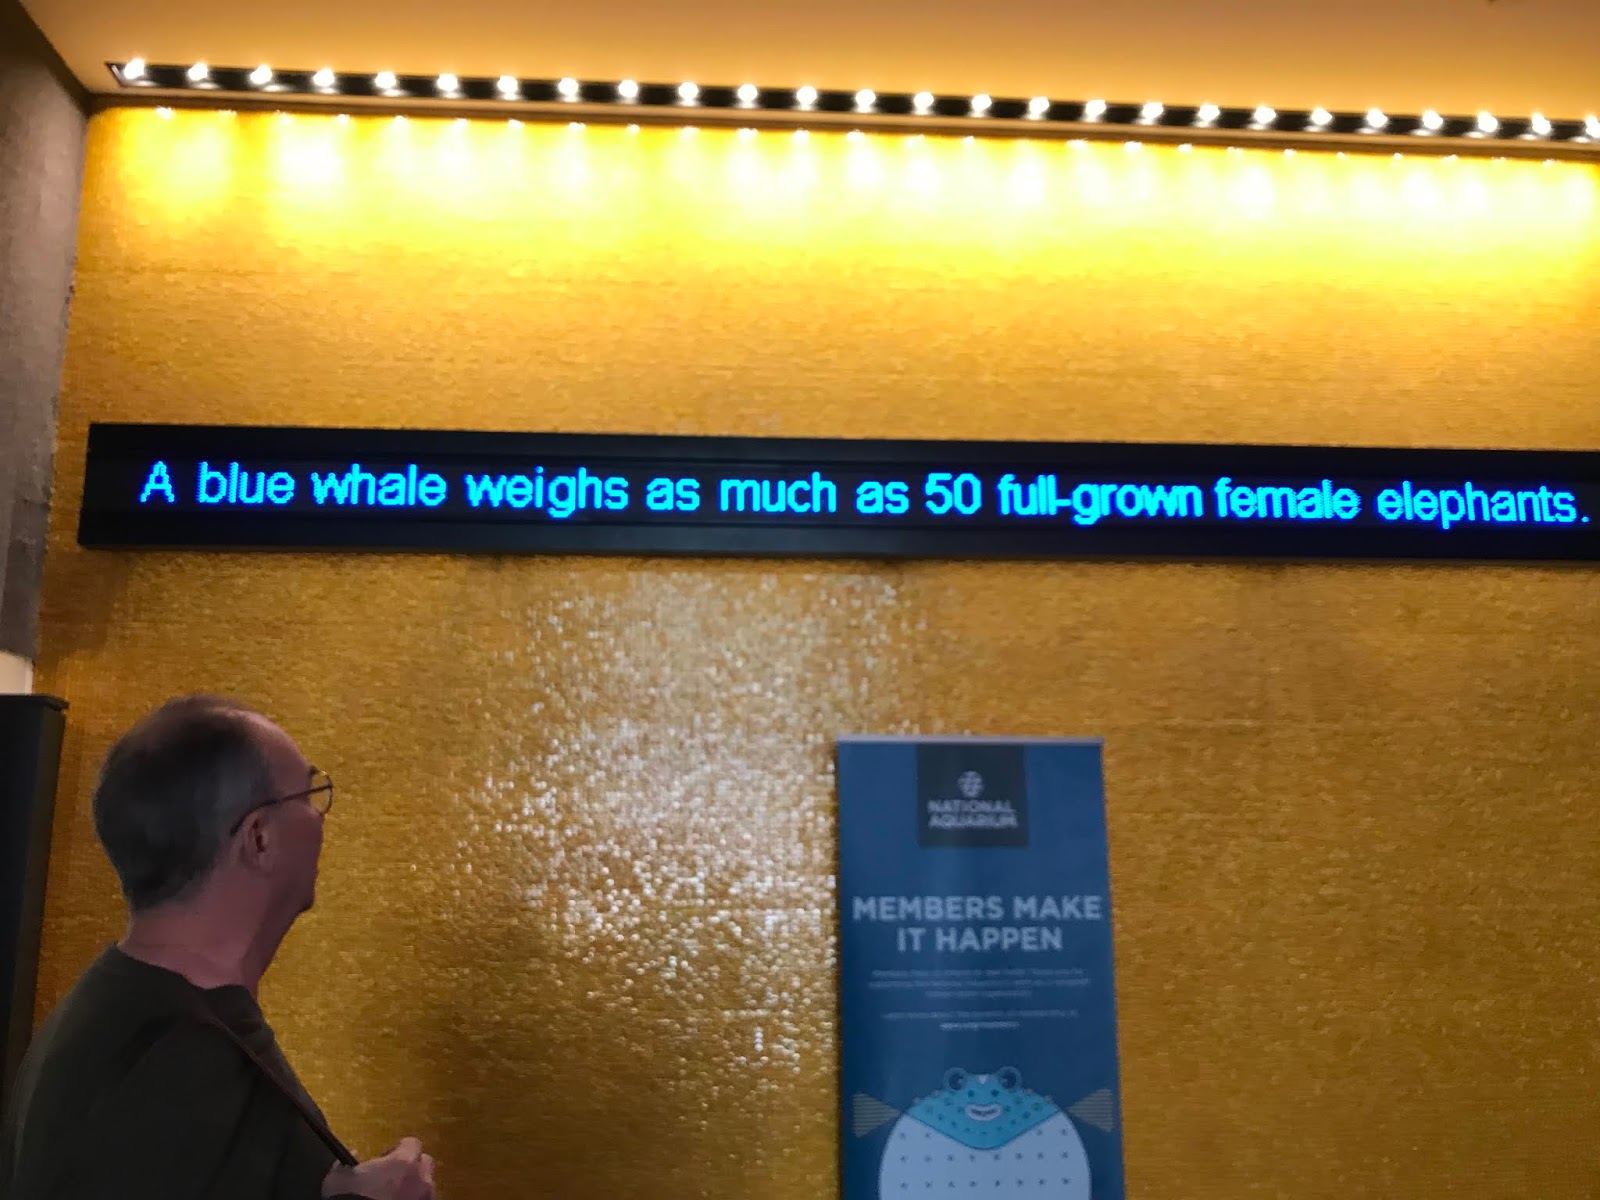 A blue whale weighs as much as 50 full-grown female elephants.
NATIONAL
AQUARIUM
MEMBERS MAKE
IT HAPPEN